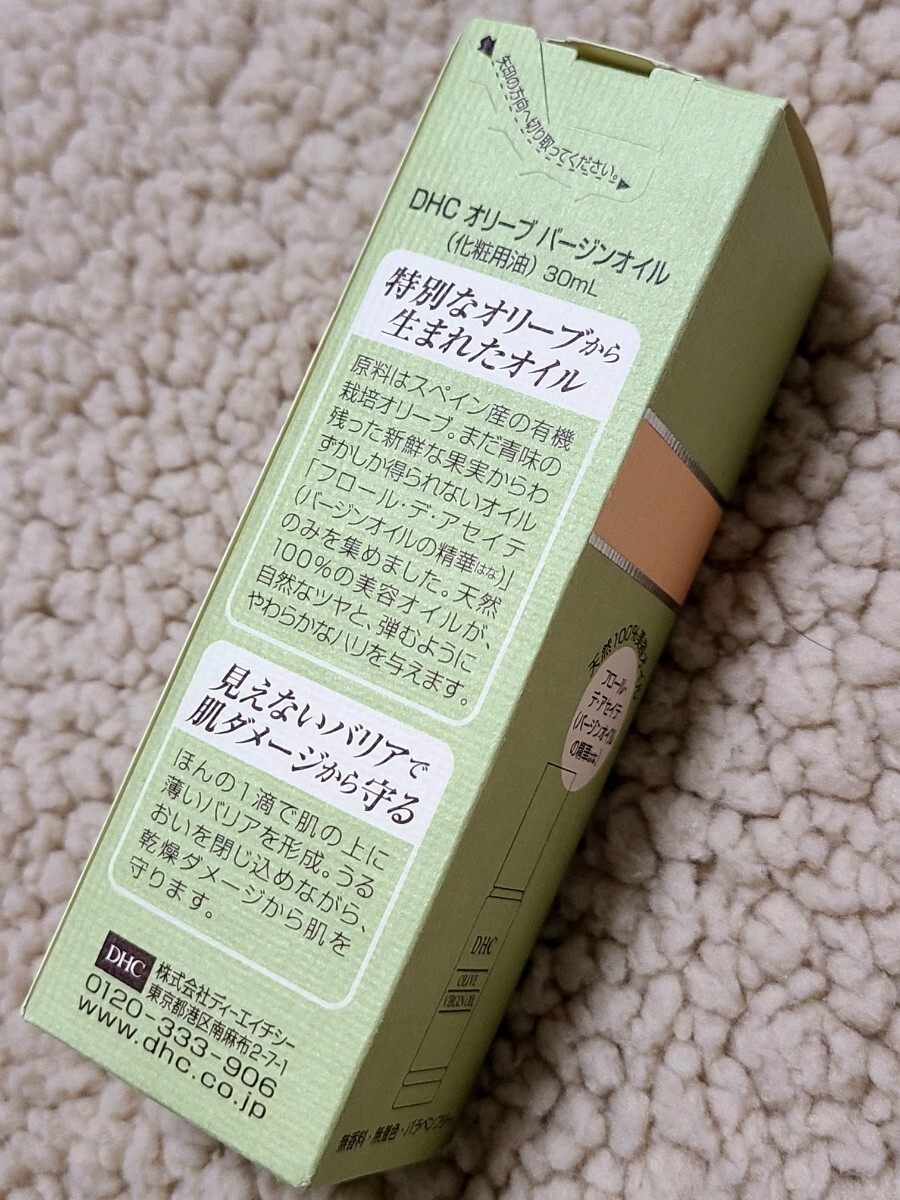 矢印の方向へ切り取ってください。
DHC オリーブ バージンオイル
(化粧用油) 30mL
特別なオリーブから
生まれたオイル
原料はスペイン産の有機
栽培オリーブ。まだ青味の
残った新鮮な果実からわ
ずかしか得られないオイル
「フロール・デ・アセイテ
(バージンオイルの精華はな)」
のみを集めました。天然
100%の美容オイルが、
自然なツヤと、弾むように
やわらかなハリを与えます。
見えないバリアで
肌ダメージから守る
ほんの1滴で肌の上に
薄いバリアを形成。うる
おいを閉じ込めながら、
乾燥ダメージから肌を
守ります。
DHC
株式会社ディーエイチシー
東京都港区南麻布2-7-1
0120-333-906
www.dhc.co.jp
天然100%
フロール・
デ・アセイテ
(バージンオイル
の精華はな)
DHC
OLIVE
VIRGIN OIL
無香料・無着色・パラベンフリー